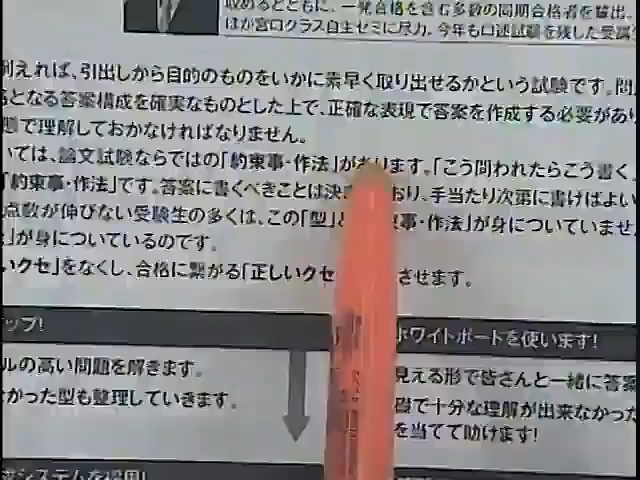 収めるとともに、一発合格を含む多数の同期合格者を輩出。
ほか宮口クラス自主ゼミに尽力。今年も口述試験を残した受講
例えれば、引出しから目的のものをいかに素早く取り出せるかという試験です。問
となる答案構成を確実なものとした上で、正確な表現で答案を作成する必要があり
で理解しておかなければなりません。
いては、論文試験ならではの「約束事・作法」があります。「こう問われたらこう書く
「約束事・作法」です。答案に書くべきことは決 おり、手当たり次第に書けばよい
点数が伸びない受験生の多くは、この「型」と 事・作法」が身についていませ
」が身についているのです。
いクセ」をなくし、合格に繋がる「正しいクセ させます。
ップ!
ホワイトボートを使います!
ルの高い問題を解きます。
かった型も整理していきます。
見える形で皆さんと一緒に答案
で十分な理解が出来なかった
を当てて助けます!
システムを採用!